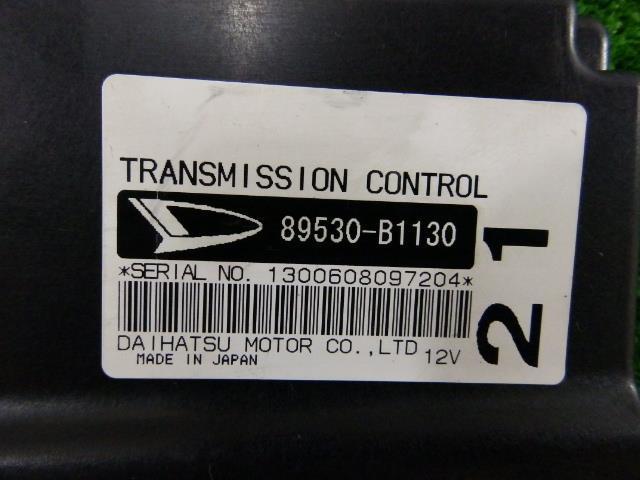 TRANSMISSION CONTROL
89530-B1130
*SERIAL NO. 1300608097204*
DAIHATSU MOTOR CO.,LTD 12V
MADE IN JAPAN
21